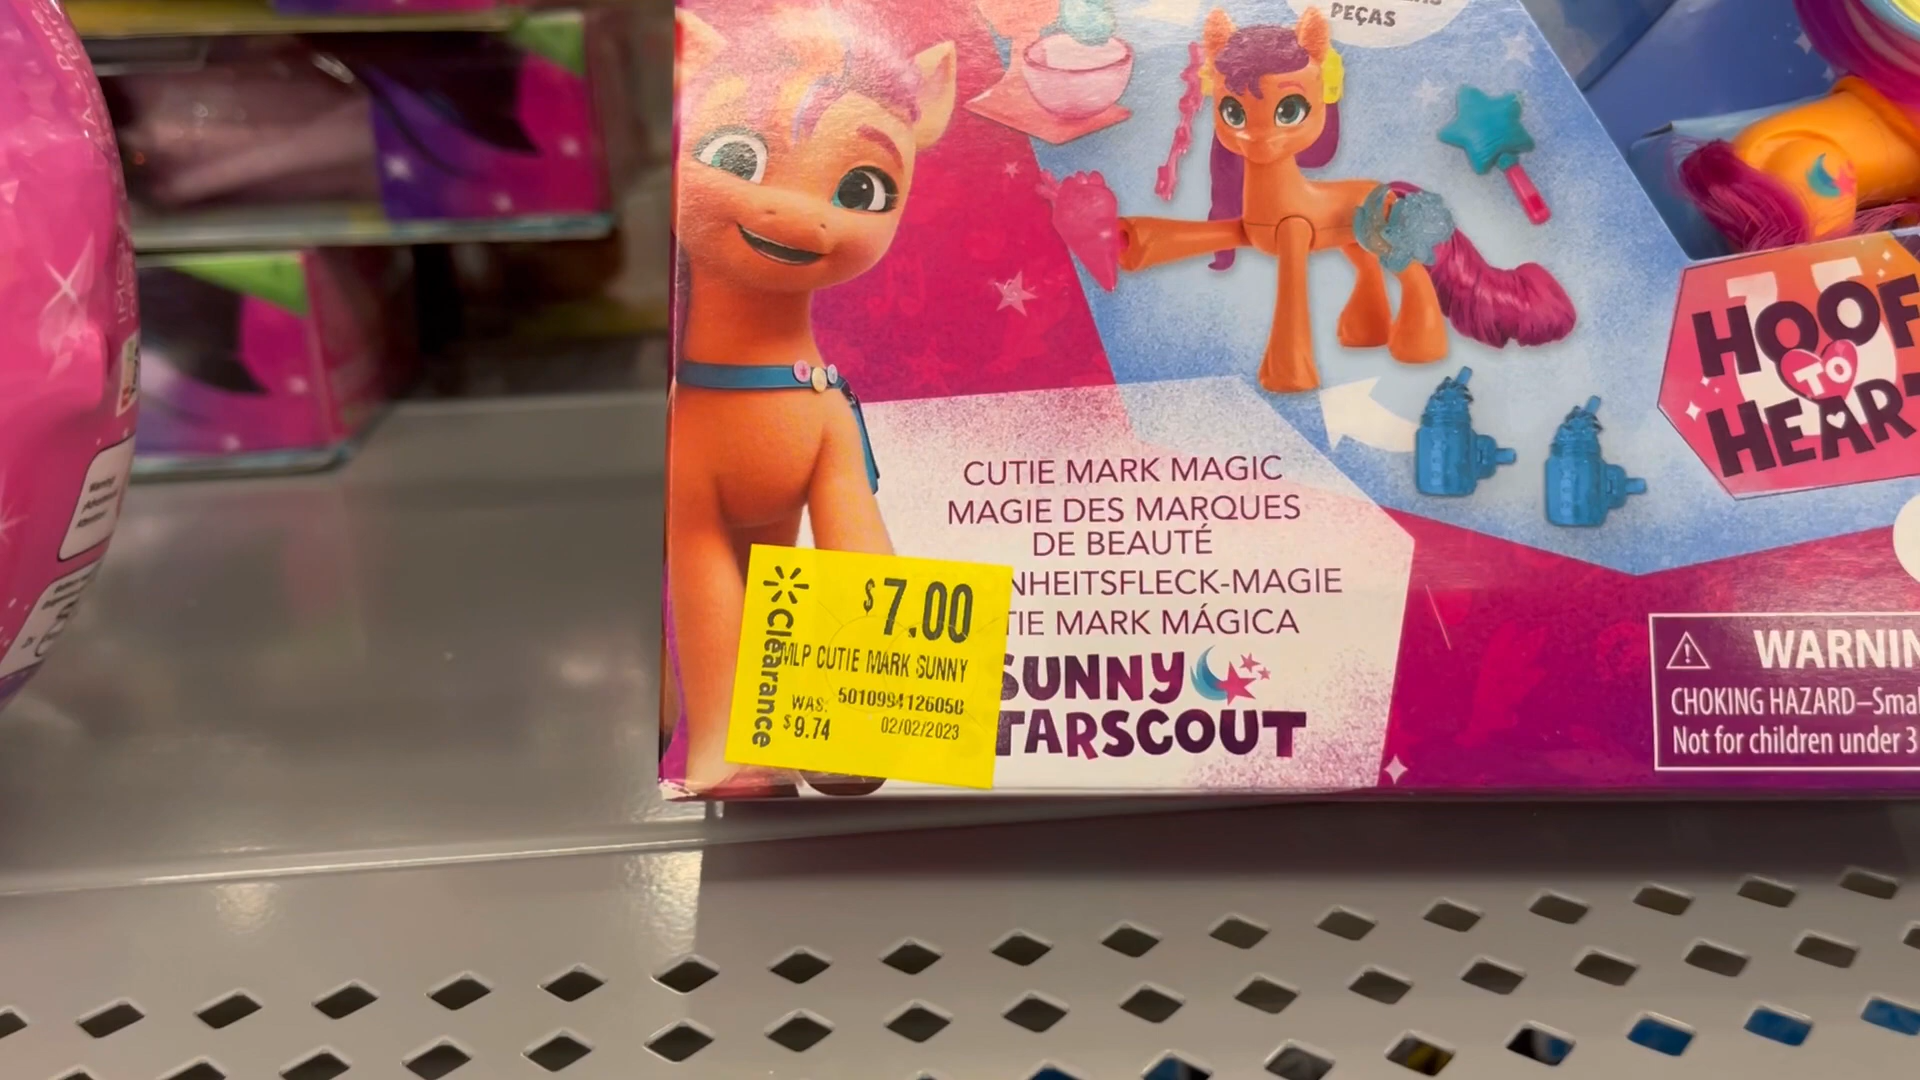 PEÇAS
HOOF
TO
HEART
CUTIE MARK MAGIC
MAGIE DES MARQUES
DE BEAUTÉ
NHEITSFLECK-MAGIE
TIE MARK MÁGICA
SUNNY
TARSCOUT
Clearance
$7.00
MLP CUTIE MARK SUNNY
WAS: 5010994126050
$9.74 02/02/2023
WARNIN
CHOKING HAZARD–Smal
Not for children under 3